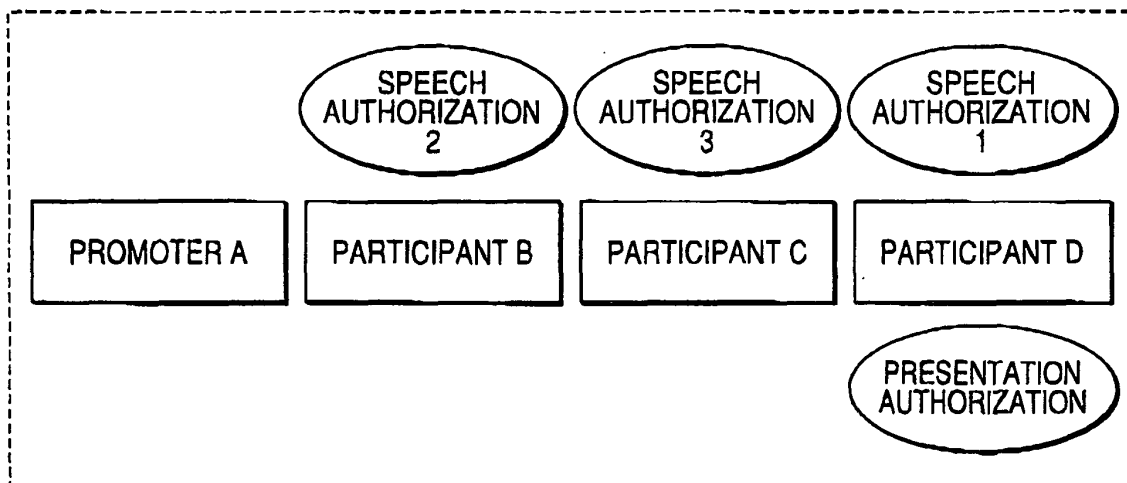 SPEECH
AUTHORIZATION
2
SPEECH
AUTHORIZATION
3
SPEECH
AUTHORIZATION
1
PROMOTER A
PARTICIPANT B
PARTICIPANT C
PARTICIPANT D
PRESENTATION
AUTHORIZATION